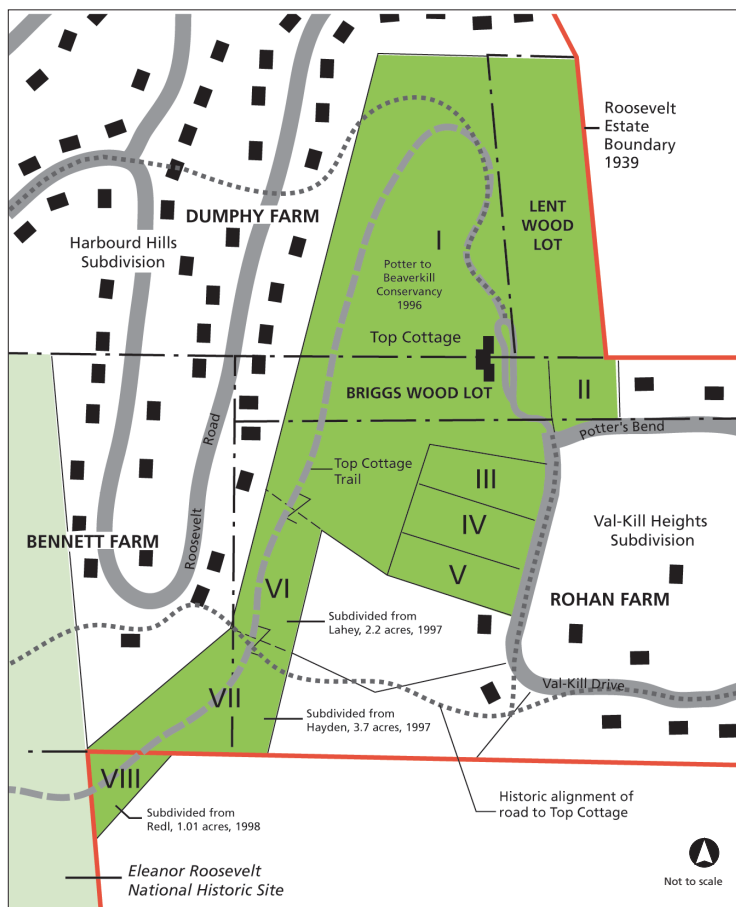 Roosevelt
Estate
Boundary
1939
LENT
WOOD
LOT
DUMPHY FARM
Harbourd Hills
Subdivision
I
Potter to
Beaverkill
Conservancy
1996
Top Cottage
BRIGGS WOOD LOT
II
Potter's Bend
Road
Roosevelt
Top Cottage
Trail
III
IV
V
Val-Kill Heights
Subdivision
BENNETT FARM
ROHAN FARM
VI
Subdivided from
Lahey, 2.2 acres, 1997
Val-Kill Drive
VII
Subdivided from
Hayden, 3.7 acres, 1997
VIII
Subdivided from
Redl, 1.01 acres, 1998
Historic alignment of
road to Top Cottage
Eleanor Roosevelt
National Historic Site
Not to scale